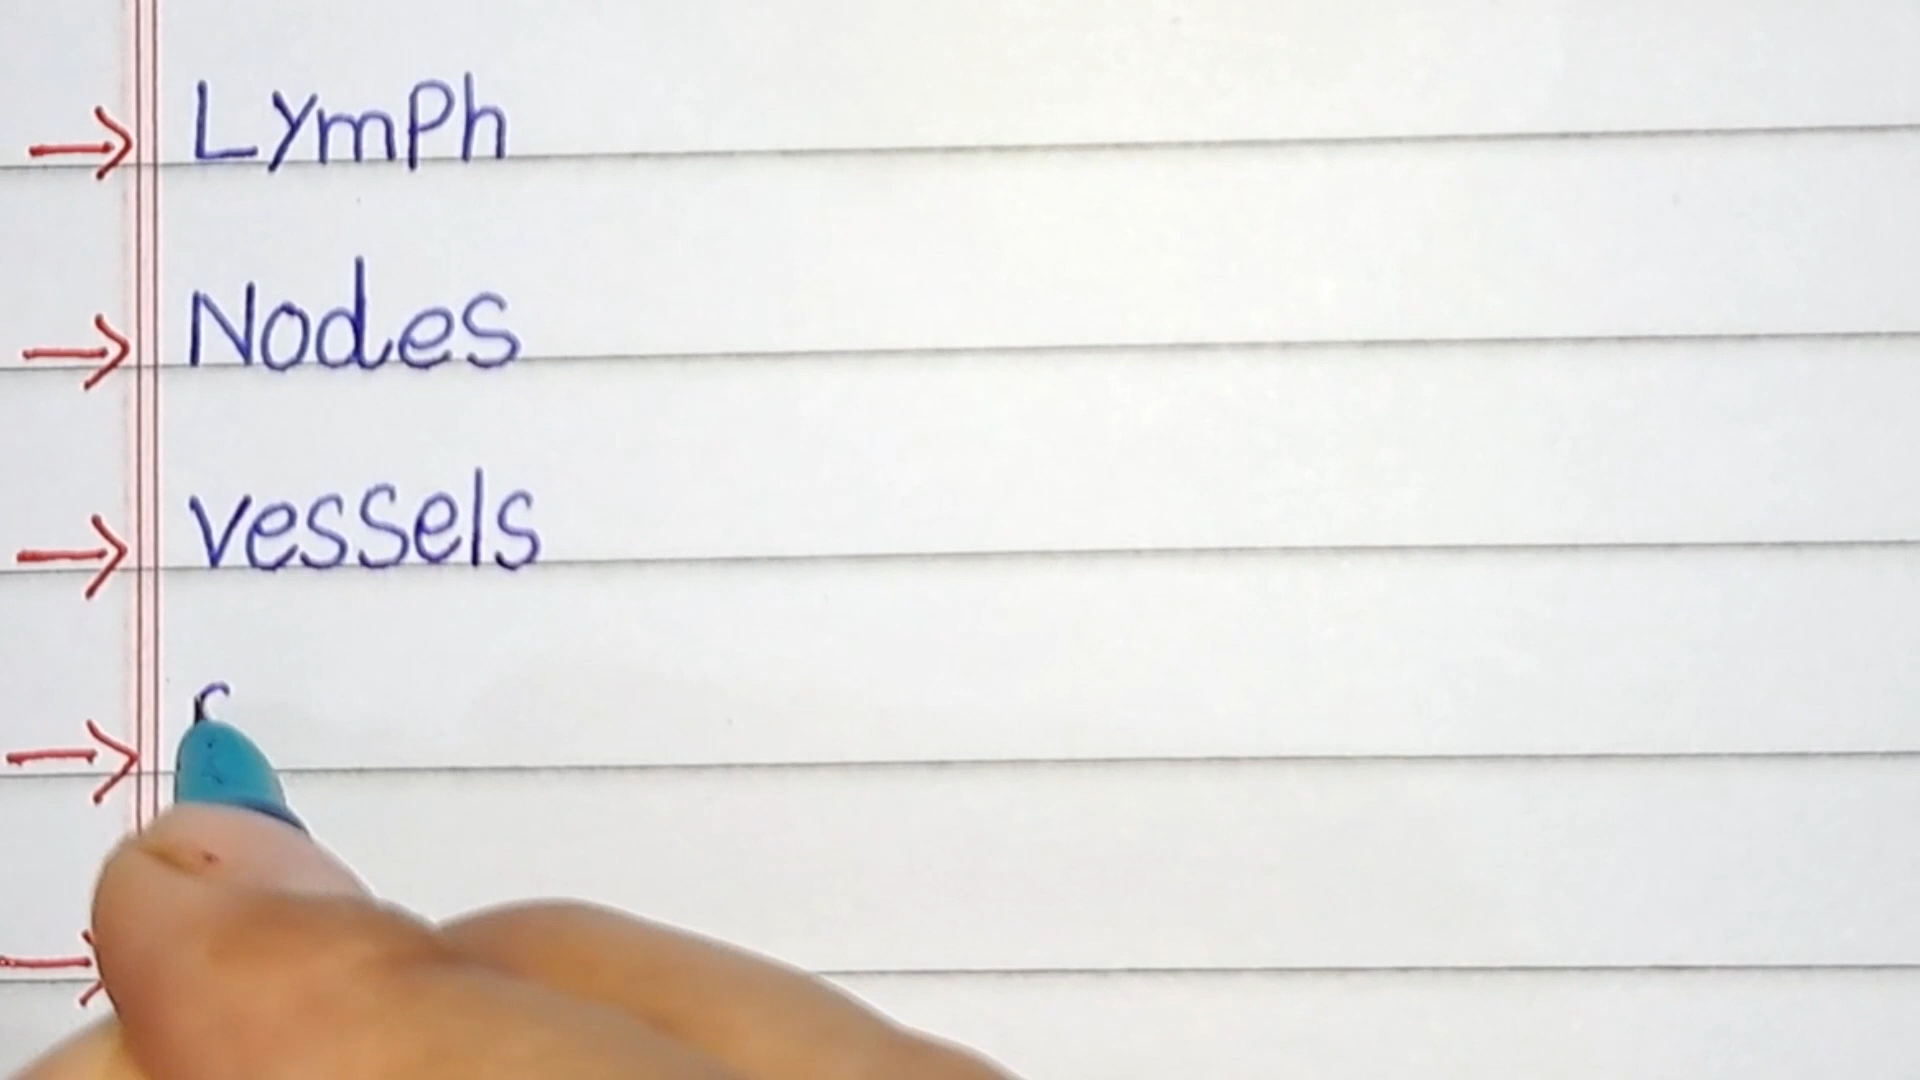 → Lymph
→ Nodes
→ vessels
→
→